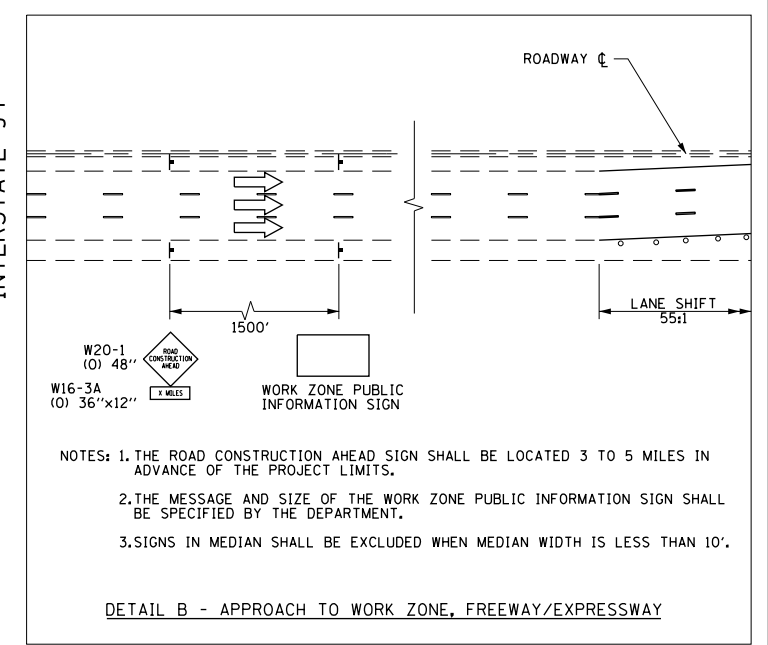 ROADWAY ℄
LANE SHIFT
55:1
1500'
W20-1
(O) 48''
ROAD
CONSTRUCTION
AHEAD
W16-3A
(O) 36''×12''
X MILES
WORK ZONE PUBLIC
INFORMATION SIGN
NOTES: 1. THE ROAD CONSTRUCTION AHEAD SIGN SHALL BE LOCATED 3 TO 5 MILES IN
ADVANCE OF THE PROJECT LIMITS.
2. THE MESSAGE AND SIZE OF THE WORK ZONE PUBLIC INFORMATION SIGN SHALL
BE SPECIFIED BY THE DEPARTMENT.
3. SIGNS IN MEDIAN SHALL BE EXCLUDED WHEN MEDIAN WIDTH IS LESS THAN 10'.
DETAIL B - APPROACH TO WORK ZONE, FREEWAY/EXPRESSWAY